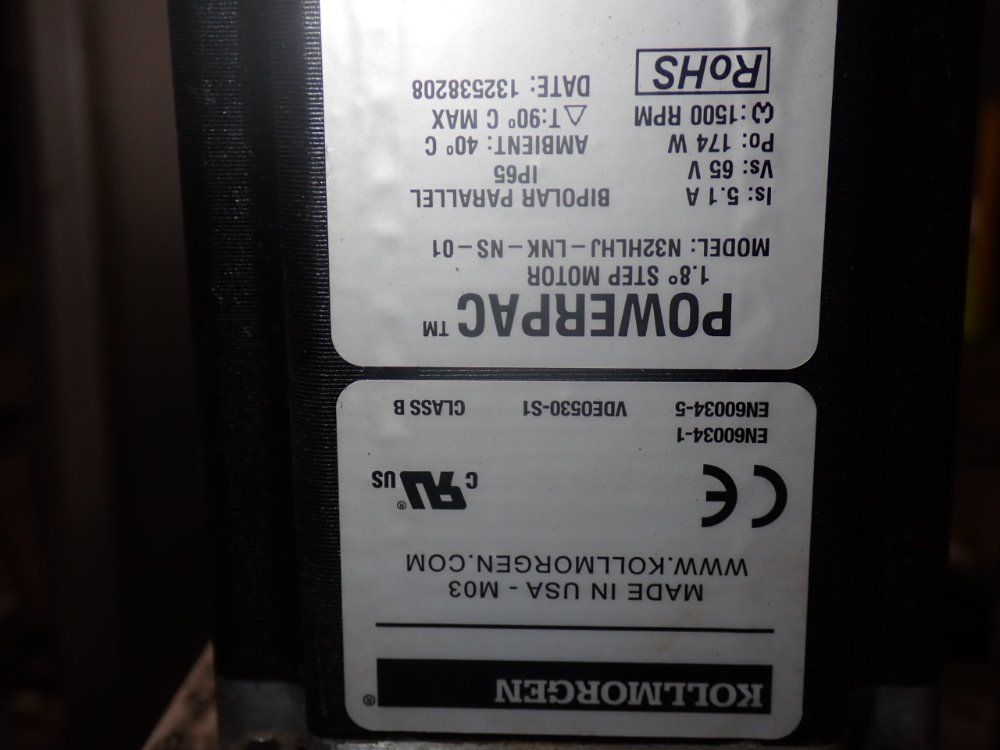 KOLLMORGEN®
MADE IN USA - M03
WWW.KOLLMORGEN.COM
CE c RU® US
EN60034-1
EN60034-5 VDE0530-S1 CLASS B
POWERPAC™
1.8° STEP MOTOR
MODEL: N32HLHJ-LNK-NS-01
Is: 5.1 A BIPOLAR PARALLEL
Vs: 65 V IP65
Po: 174 W AMBIENT: 40° C
ω: 1500 RPM △T:90° C MAX
RoHS DATE: 132538208